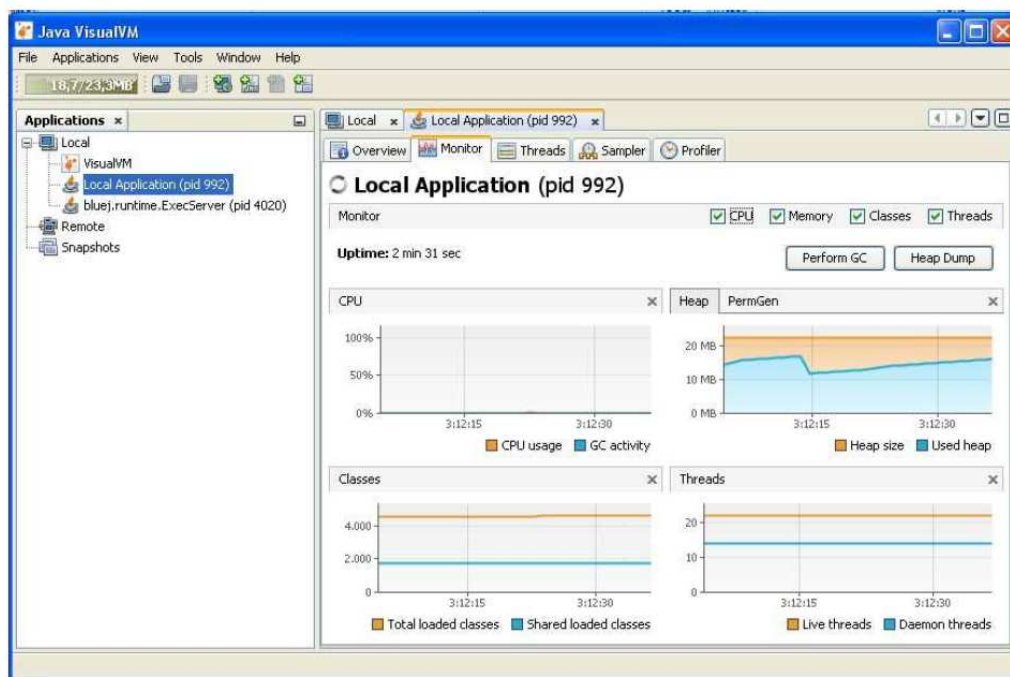 Java VisualVM
File Applications View Tools Window Help
18,7/23,3MB
Applications
Local
VisualVM
Local Application (pid 992)
bluej.runtime.ExecServer (pid 4020)
Remote
Snapshots
Local Local Application (pid 992)
Overview Monitor Threads Sampler Profiler
Local Application (pid 992)
Monitor CPU Memory Classes Threads
Uptime: 2 min 31 sec
Perform GC Heap Dump
CPU
100%
50%
0%
3:12:15 3:12:30
CPU usage GC activity
Heap PermGen
20 MB
10 MB
0 MB
3:12:15 3:12:30
Heap size Used heap
Classes
4.000
2.000
0
3:12:15 3:12:30
Total loaded classes Shared loaded classes
Threads
20
10
0
3:12:15 3:12:30
Live threads Daemon threads